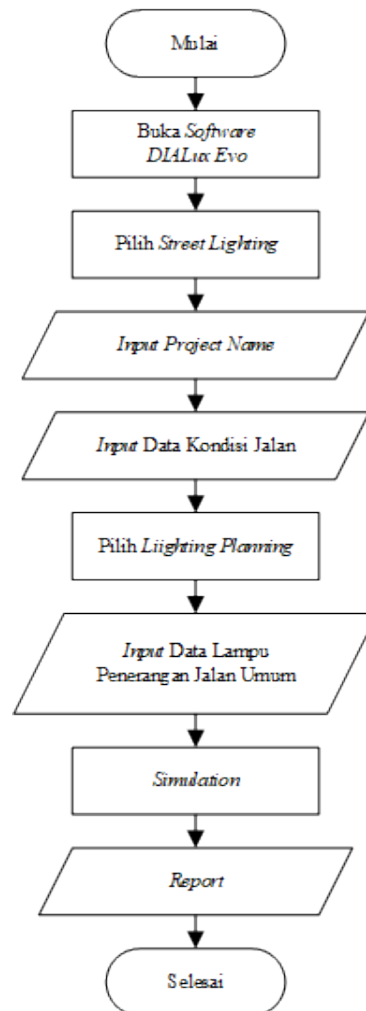 Mulai
Buka Software
DIALux Evo
Pilih Street Lighting
Input Project Name
Input Data Kondisi Jalan
Pilih Liighting Planning
Input Data Lampu
Penerangan Jalan Umum
Simulation
Report
Selesai